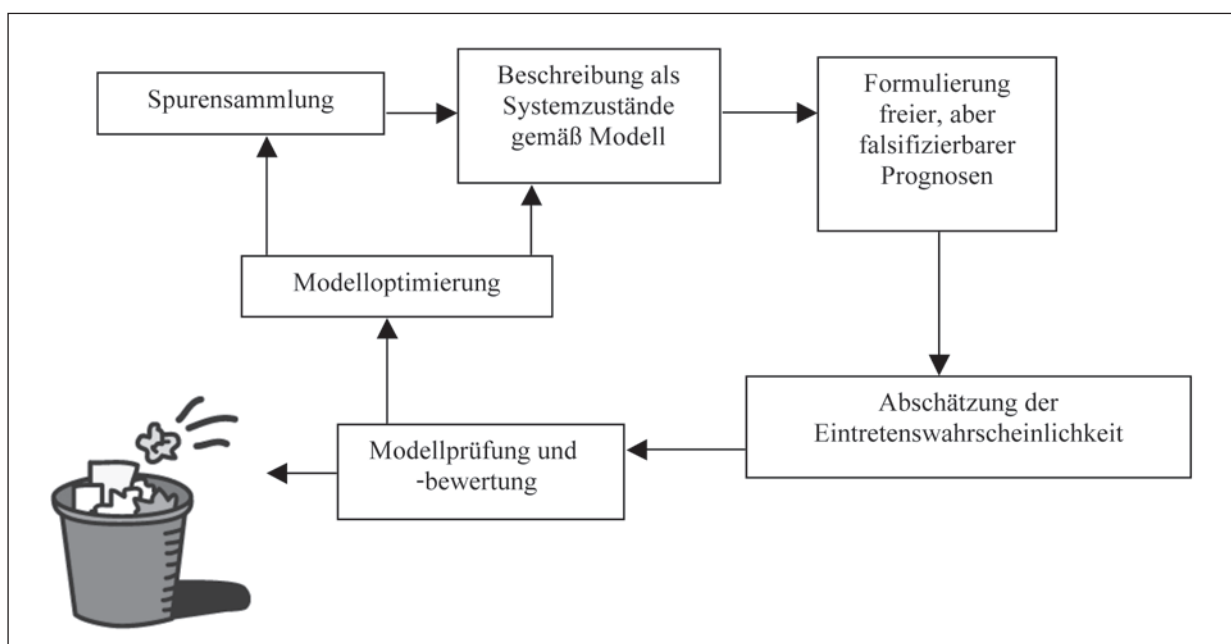 Spurensammlung
Beschreibung als
Systemzustände
gemäß Modell
Formulierung
freier, aber
falsifizierbarer
Prognosen
Modelloptimierung
Abschätzung der
Eintretenswahrscheinlichkeit
Modellprüfung und
-bewertung